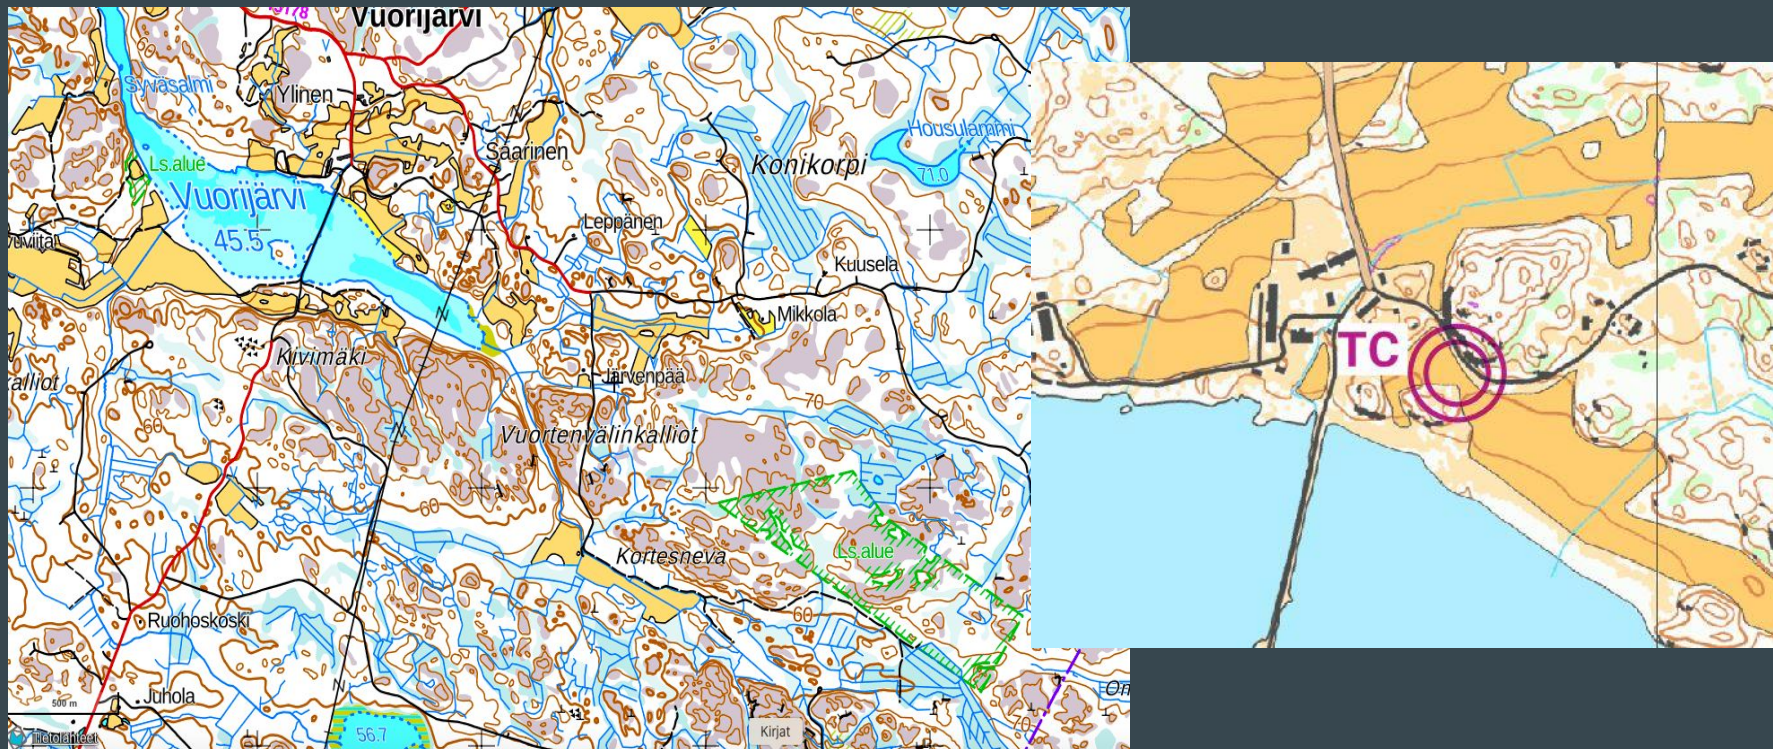 Vuorijärvi
Syväsalmi
Ylinen
Ls.alue
Vuorijärvi
45.5
Saarinen
Konikorpi
Housulammi
71.0
Leppänen
Kuusela
Mikkola
N
Kivimäki
Järvenpää
70
60
N
Vuortenvälinkalliot
60
Kortesneva
Ls.alue
60
Ruohoskoski
N
Juhola
500 m
56.7
Kirjat
70
TC